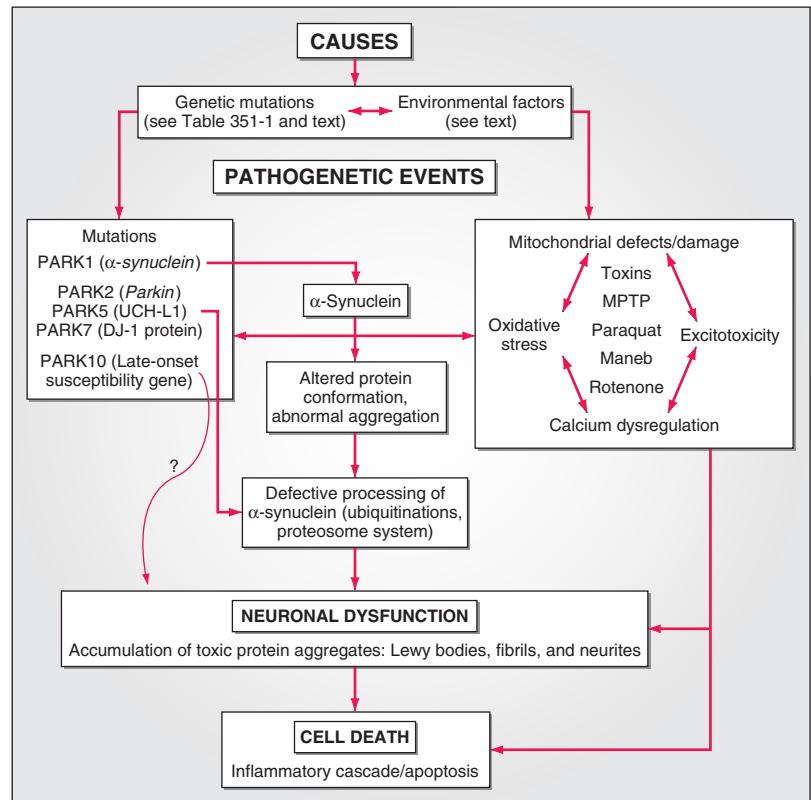 CAUSES
Genetic mutations
(see Table 351-1 and text)
Environmental factors
(see text)
PATHOGENETIC EVENTS
Mutations
PARK1 (α-synuclein)
PARK2 (Parkin)
PARK5 (UCH-L1)
PARK7 (DJ-1 protein)
PARK10 (Late-onset
susceptibility gene)
?
α-Synuclein
Altered protein
conformation,
abnormal aggregation
Defective processing of
α-synuclein (ubiquitinations,
proteosome system)
Mitochondrial defects/damage
Toxins
MPTP
Paraquat
Maneb
Rotenone
Oxidative
stress
Excitotoxicity
Calcium dysregulation
NEURONAL DYSFUNCTION
Accumulation of toxic protein aggregates: Lewy bodies, fibrils, and neurites
CELL DEATH
Inflammatory cascade/apoptosis